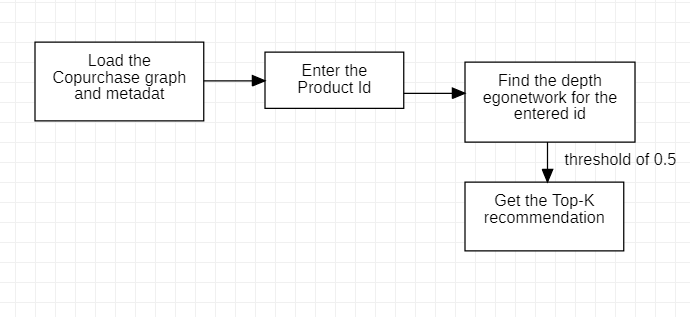 Load the
Copurchase graph
and metadat
Enter the
Product Id
Find the depth
egonetwork for the
entered id
threshold of 0.5
Get the Top-K
recommendation